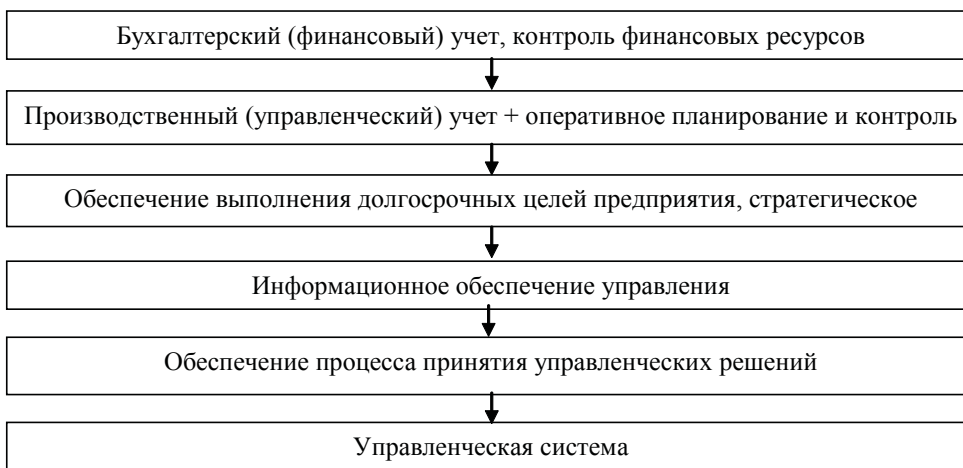 Бухгалтерский (финансовый) учет, контроль финансовых ресурсов
Производственный (управленческий) учет + оперативное планирование и контроль
Обеспечение выполнения долгосрочных целей предприятия, стратегическое
Информационное обеспечение управления
Обеспечение процесса принятия управленческих решений
Управленческая система